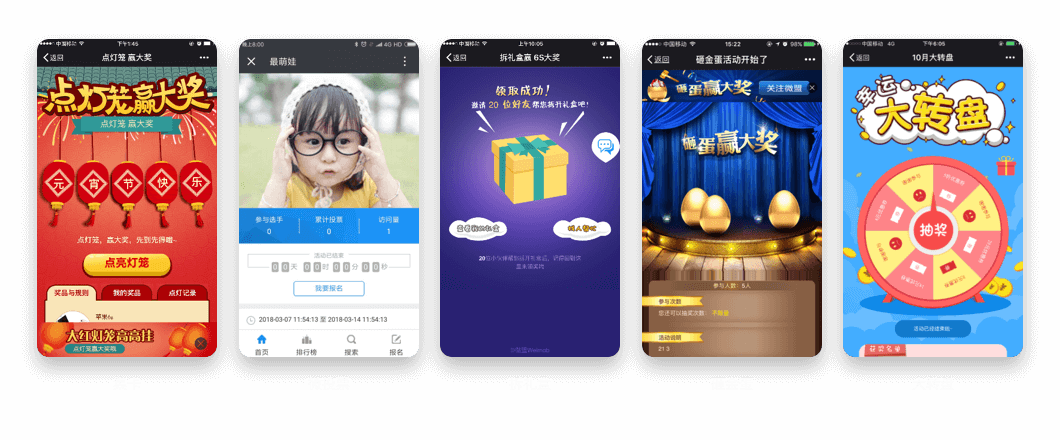 中国移动
下午1:45
返回
点灯笼 赢大奖
点灯笼赢大奖
点灯笼 赢大奖
元 宵 节 快 乐
点灯笼，赢大奖，先到先得哦~
点亮灯笼
奖品与规则
我的奖品
点灯记录
苹米6s
大红灯笼高高挂
点灯笼赢大奖啦
晚上8:00
4G HD
最萌娃
参与选手
累计投票
访问量
0
0
1
活动已结束
00天 00时 00分 00秒
我要报名
2018-03-07 11:54:13 至 2018-03-14 11:54:13
首页
排行榜
搜索
报名
中国移动
上午10:05
返回
拆礼盒赢 6S大奖
领取成功！
邀请 20 位好友帮您拆开礼盒吧！
查看我的礼盒
找人帮忙
中国移动
15:22
98%
返回
砸金蛋活动开始了
砸蛋赢大奖
关注微盟
砸蛋赢大奖
参与人数：5人
参与次数
您还可以抽奖次数：不限量
活动说明
21 3
中国移动 4G
下午6:05
返回
10月大转盘
幸运
大转盘
抽奖
活动已经结束啦~
获奖名单